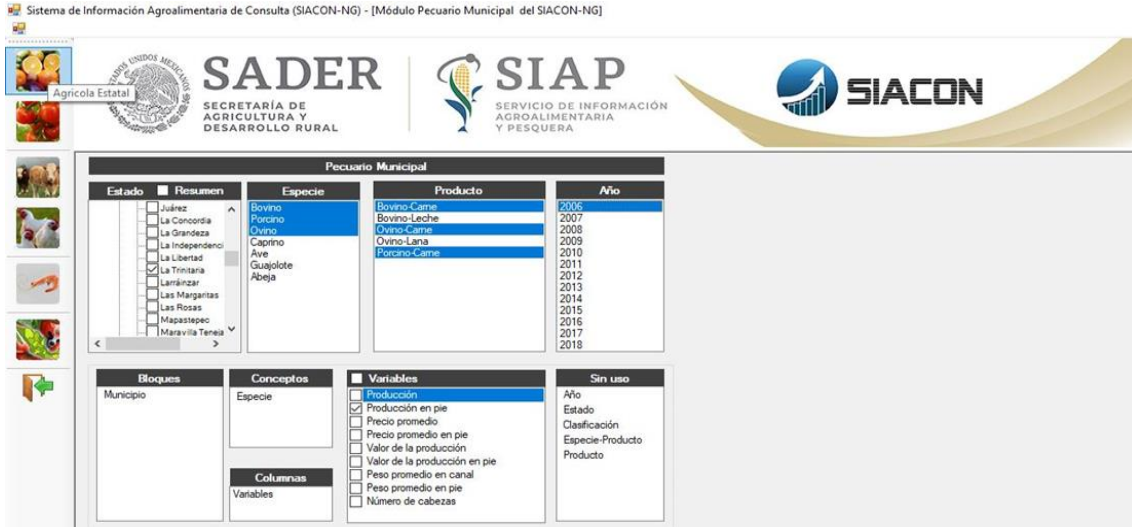 Sistema de Información Agroalimentaria de Consulta (SIACON-NG) - [Módulo Pecuario Municipal del SIACON-NG]
ESTADOS UNIDOS MEXICANOS
SADER
SECRETARÍA DE
AGRICULTURA Y
DESARROLLO RURAL
SIAP
SERVICIO DE INFORMACIÓN
AGROALIMENTARIA
Y PESQUERA
SIACON
Agricola Estatal
Pecuario Municipal
Estado
Resumen
Juárez
La Concordia
La Grandeza
La Independenci
La Libertad
La Trinitaria
Larráinzar
Las Margaritas
Las Rosas
Mapastepec
Maravilla Teneja
Especie
Bovino
Porcino
Ovino
Caprino
Ave
Guajolote
Abeja
Producto
Bovino-Carne
Bovino-Leche
Ovino-Carne
Ovino-Lana
Porcino-Carne
Año
2006
2007
2008
2009
2010
2011
2012
2013
2014
2015
2016
2017
2018
Bloques
Municipio
Conceptos
Especie
Columnas
Variables
Variables
Producción
Producción en pie
Precio promedio
Precio promedio en pie
Valor de la producción
Valor de la producción en pie
Peso promedio en canal
Peso promedio en pie
Número de cabezas
Sin uso
Año
Estado
Clasificación
Especie-Producto
Producto